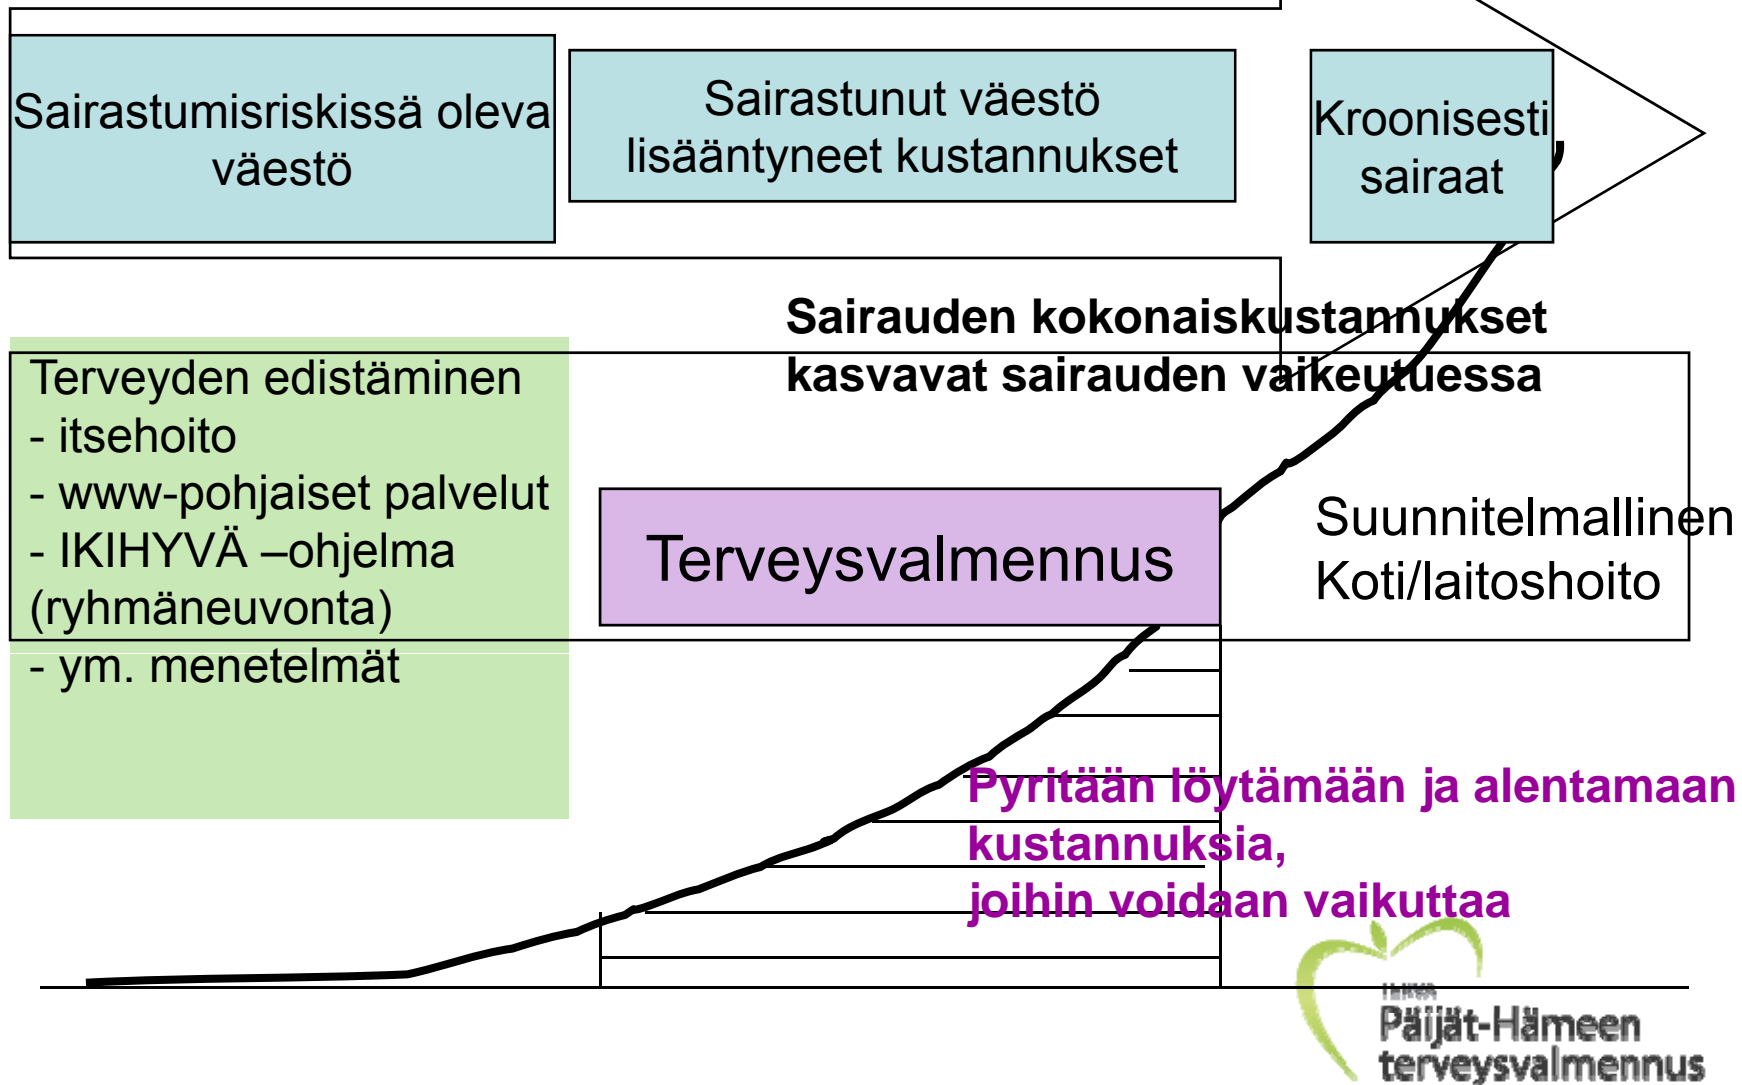 Sairastumisriskissä oleva
väestö
Sairastunut väestö
lisääntyneet kustannukset
Kroonisesti
sairaat
Sairauden kokonaiskustannukset
kasvavat sairauden vaikeutuessa
Terveyden edistäminen
- itsehoito
- www-pohjaiset palvelut
- IKIHYVÄ –ohjelma
(ryhmäneuvonta)
- ym. menetelmät
Terveysvalmennus
Suunnitelmallinen
Koti/laitoshoito
Pyritään löytämään ja alentamaan
kustannuksia,
joihin voidaan vaikuttaa
Päijät-Hämeen
terveysvalmennus